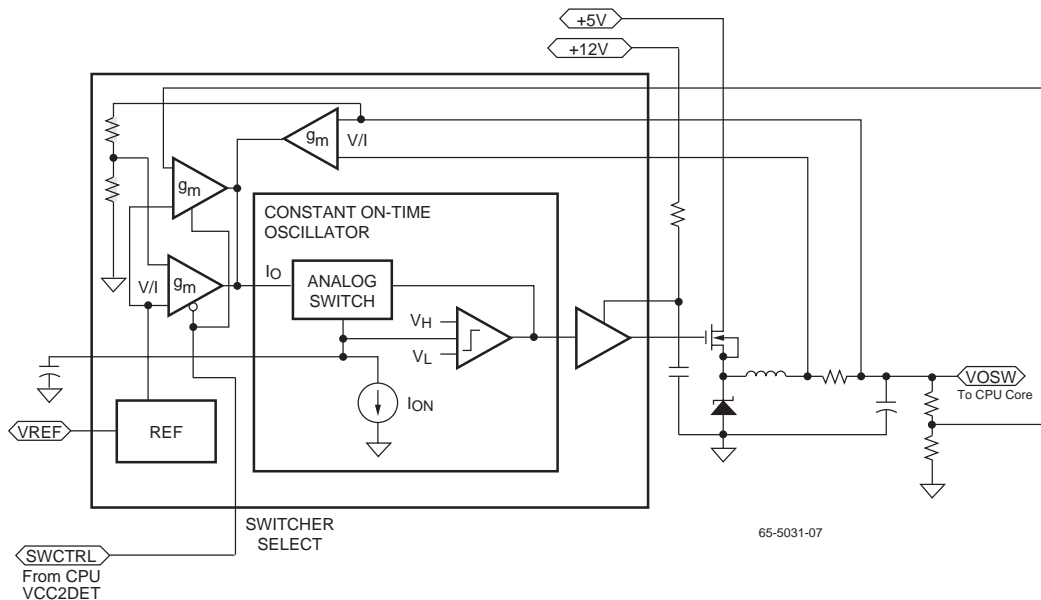 +5V
+12V
gm
V/I
gm
CONSTANT ON-TIME
OSCILLATOR
IO
V/I
gm
ANALOG
SWITCH
VH
VL
ION
VREF
REF
VOSW
To CPU Core
SWITCHER
SELECT
65-5031-07
SWCTRL
From CPU
VCC2DET